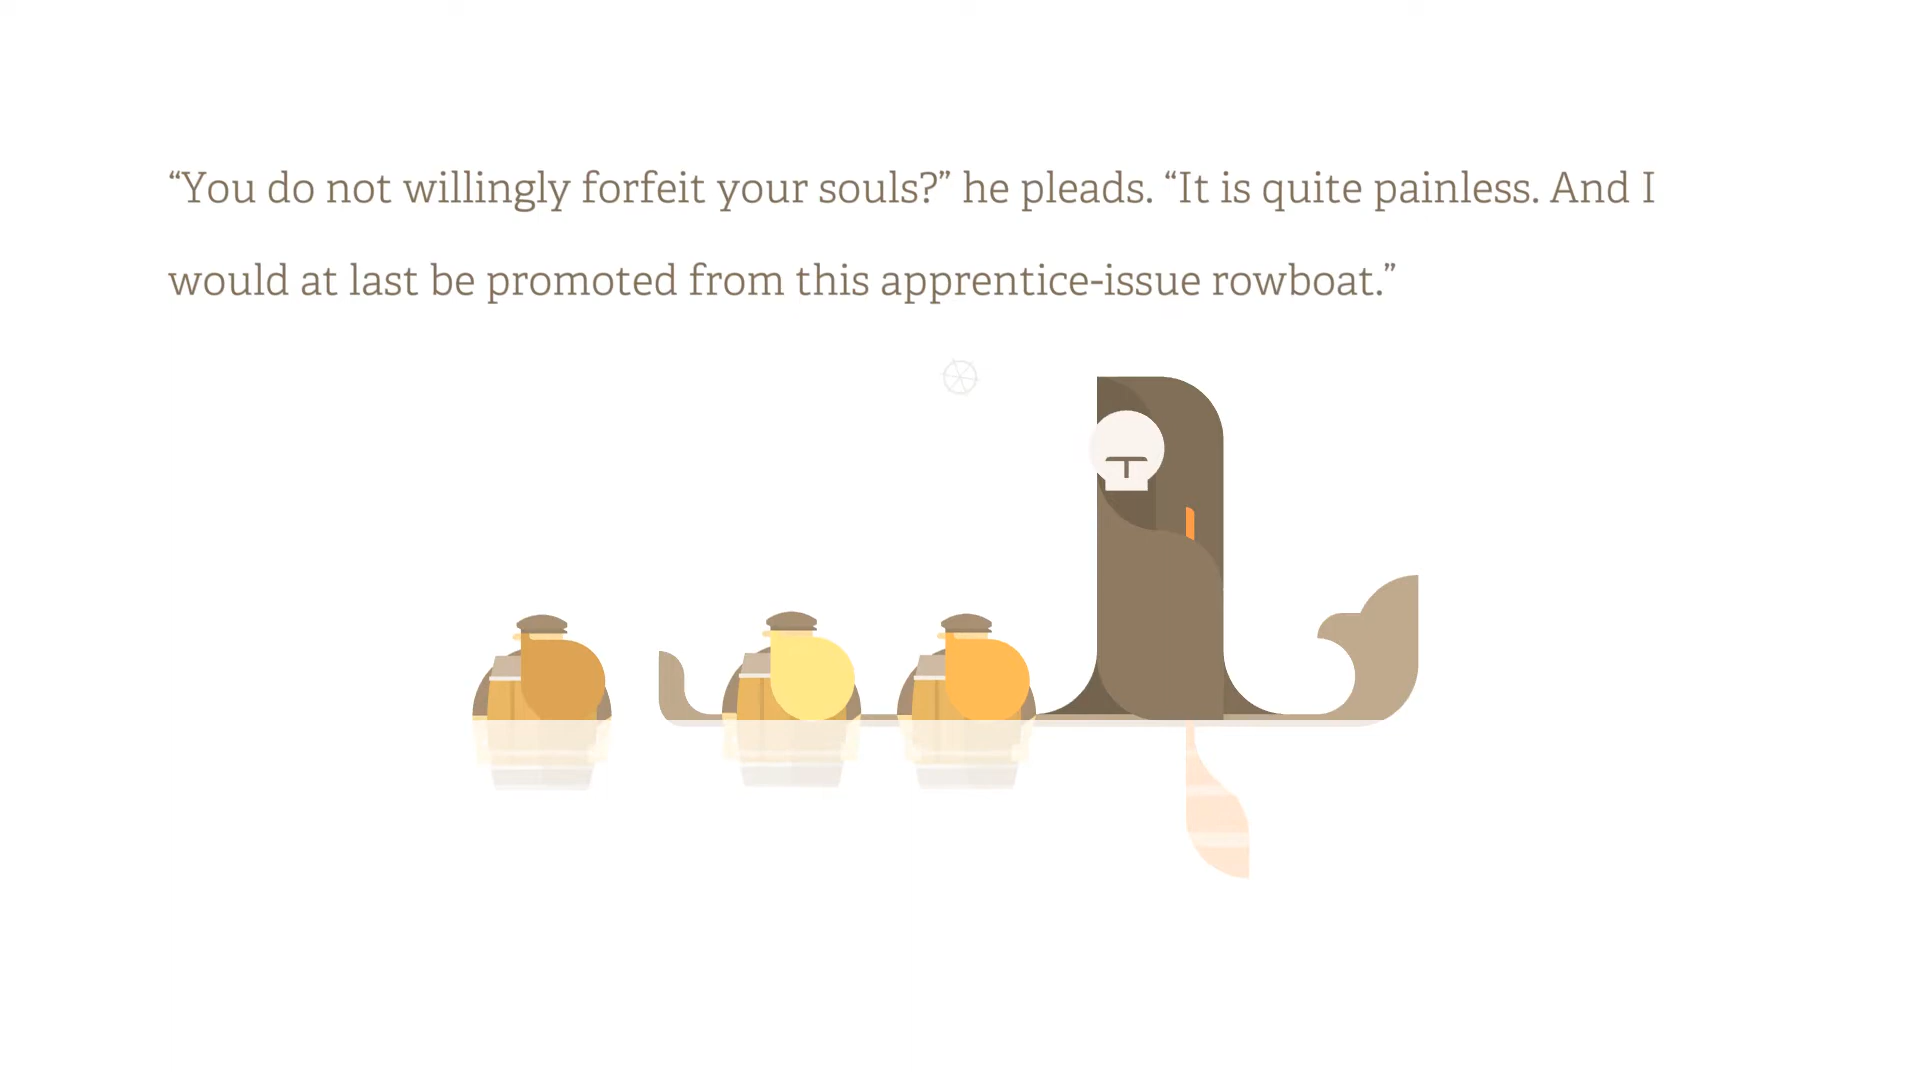 “You do not willingly forfeit your souls?” he pleads. “It is quite painless. And I
would at last be promoted from this apprentice-issue rowboat.”